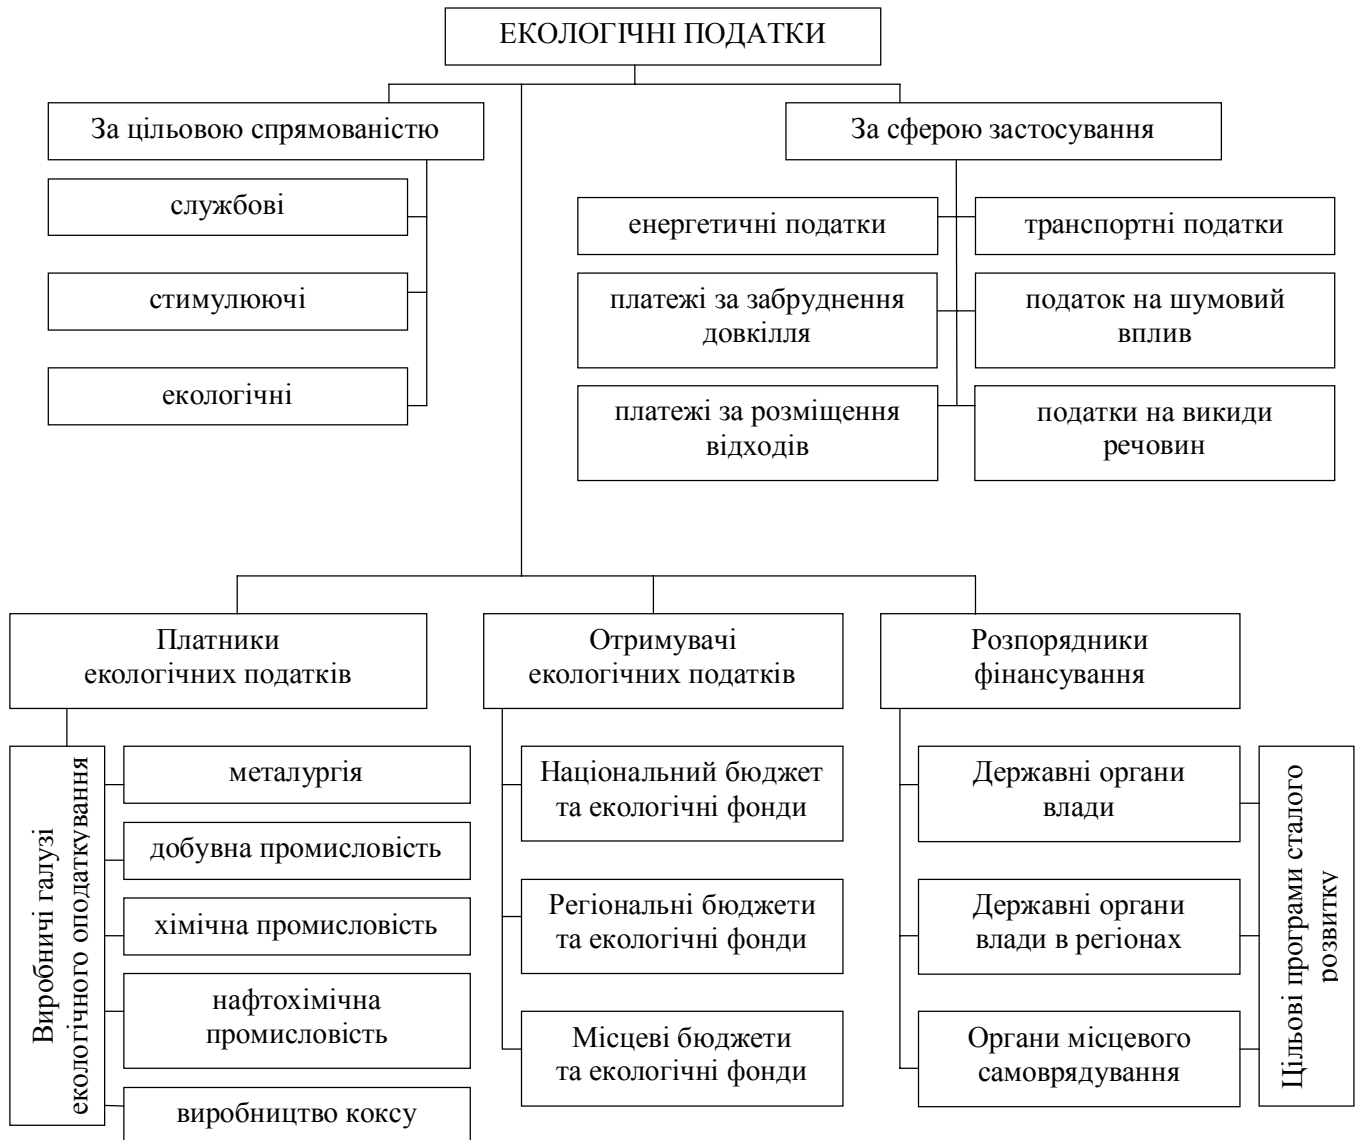 ЕКОЛОГІЧНІ ПОДАТКИ
За цільовою спрямованістю
службові
стимулюючі
екологічні
За сферою застосування
енергетичні податки
транспортні податки
платежі за забруднення
довкілля
податок на шумовий
вплив
платежі за розміщення
відходів
податки на викиди
речовин
Платники
екологічних податків
Виробничі галузі
екологічного оподаткування
металургія
добувна промисловість
хімічна промисловість
нафтохімічна
промисловість
виробництво коксу
Отримувачі
екологічних податків
Національний бюджет
та екологічні фонди
Регіональні бюджети
та екологічні фонди
Місцеві бюджети
та екологічні фонди
Розпорядники
фінансування
Державні органи
влади
Державні органи
влади в регіонах
Органи місцевого
самоврядування
Цільові програми сталого
розвитку